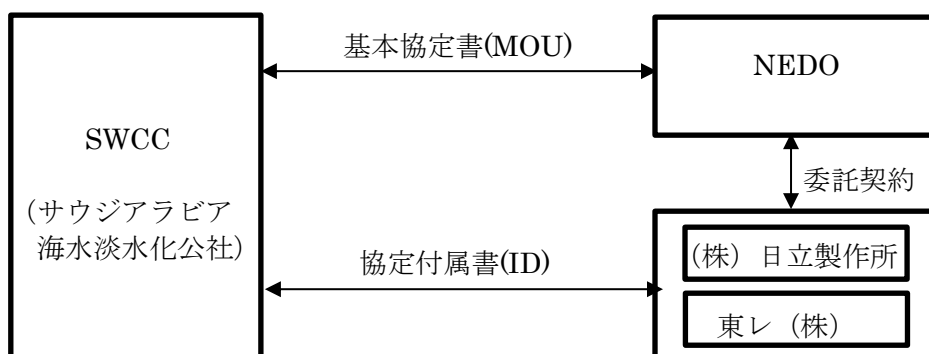 基本協定書(MOU)
NEDO
SWCC
(サウジアラビア
海水淡水化公社)
委託契約
協定付属書(ID)
(株)日立製作所
東レ(株)